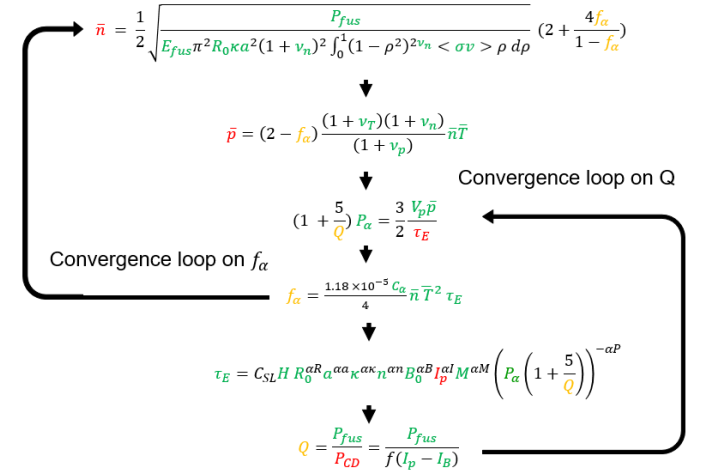 n̄ = 1/2 √(P_fus / (E_fus π² R₀κa²(1 + ν_n)² ∫₀¹(1 − ρ²)^(2ν_n) < σv > ρ dρ)) (2 + 4f_α/(1 − f_α))
p̄ = (2 − f_α) ((1 + ν_T)(1 + ν_n)/(1 + ν_p)) n̄T̄
Convergence loop on Q
(1 + 5/Q) P_α = 3/2 V_p p̄/τ_E
Convergence loop on f_α
f_α = (1.18 ×10⁻⁵ C_α/4) n̄ T̄² τ_E
τ_E = C_SL H R₀^αR a^αa κ^ακ n^αn B₀^αB I_p^αI M^αM (P_α (1 + 5/Q))^−αP
Q = P_fus/P_CD = P_fus/f(I_p − I_B)